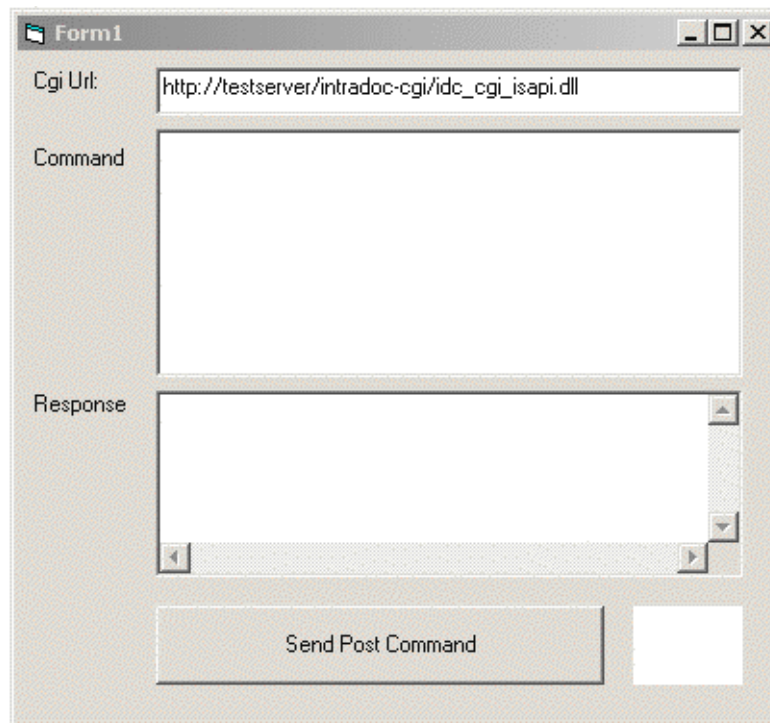 Form1
Cgi Url:
http://testserver/intradoc-cgi/idc_cgi_isapi.dll
Command
Response
Send Post Command